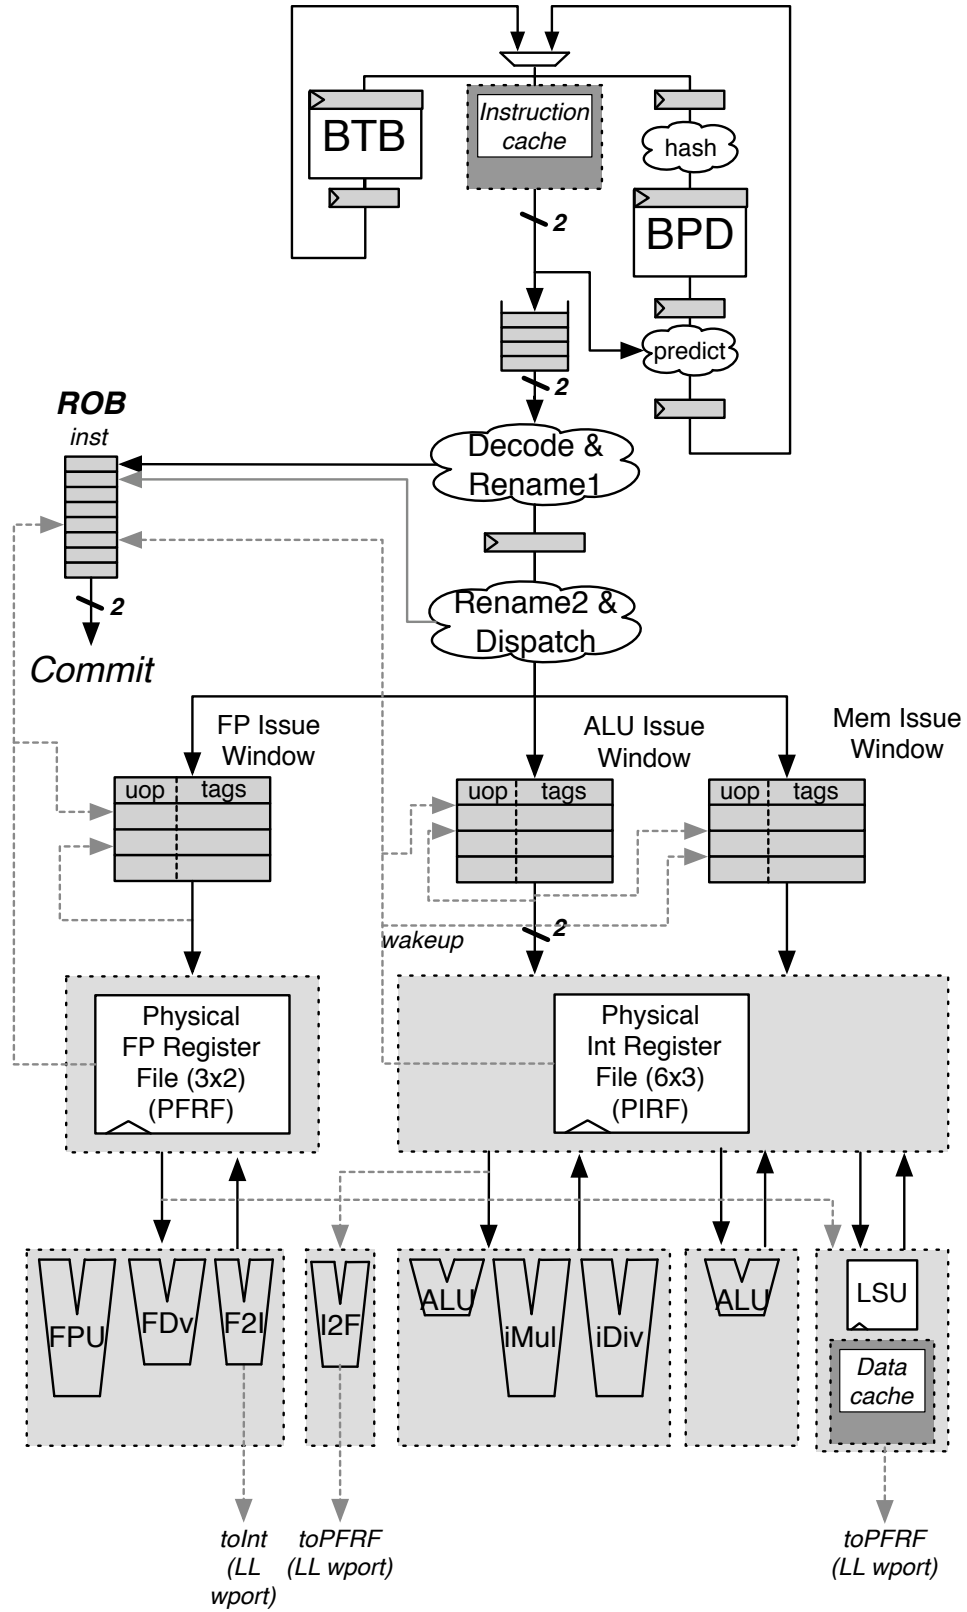 BTB
Instruction
cache
hash
2
BPD
predict
2
ROB
inst
Decode &
Rename1
2
Rename2 &
Dispatch
Commit
FP Issue
Window
ALU Issue
Window
Mem Issue
Window
uop tags
uop tags
uop tags
2
wakeup
Physical
FP Register
File (3x2)
(PFRF)
Physical
Int Register
File (6x3)
(PIRF)
FPU
FDv
F2I
I2F
ALU
iMul
iDiv
ALU
LSU
Data
cache
toInt
(LL
wport)
toPFRF
(LL wport)
toPFRF
(LL wport)